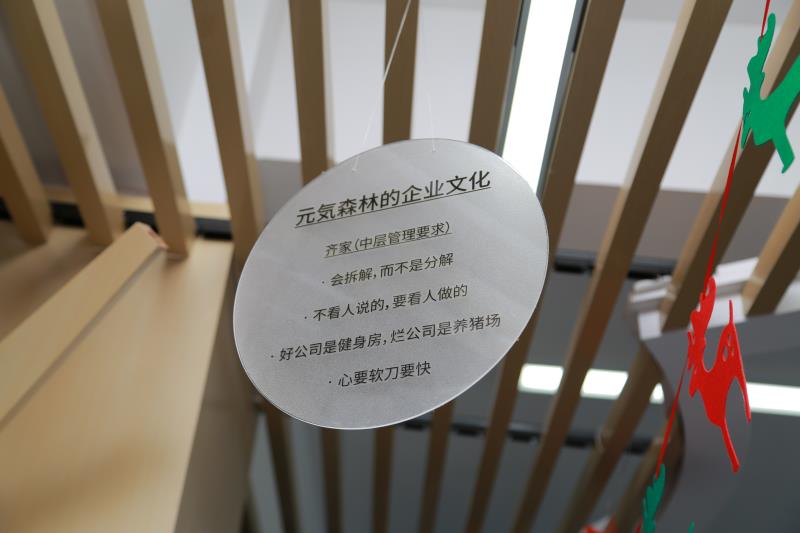 元気森林的企业文化
齐家(中层管理要求)
· 会拆解,而不是分解
· 不看人说的,要看人做的
· 好公司是健身房,烂公司是养猪场
· 心要软刀要快